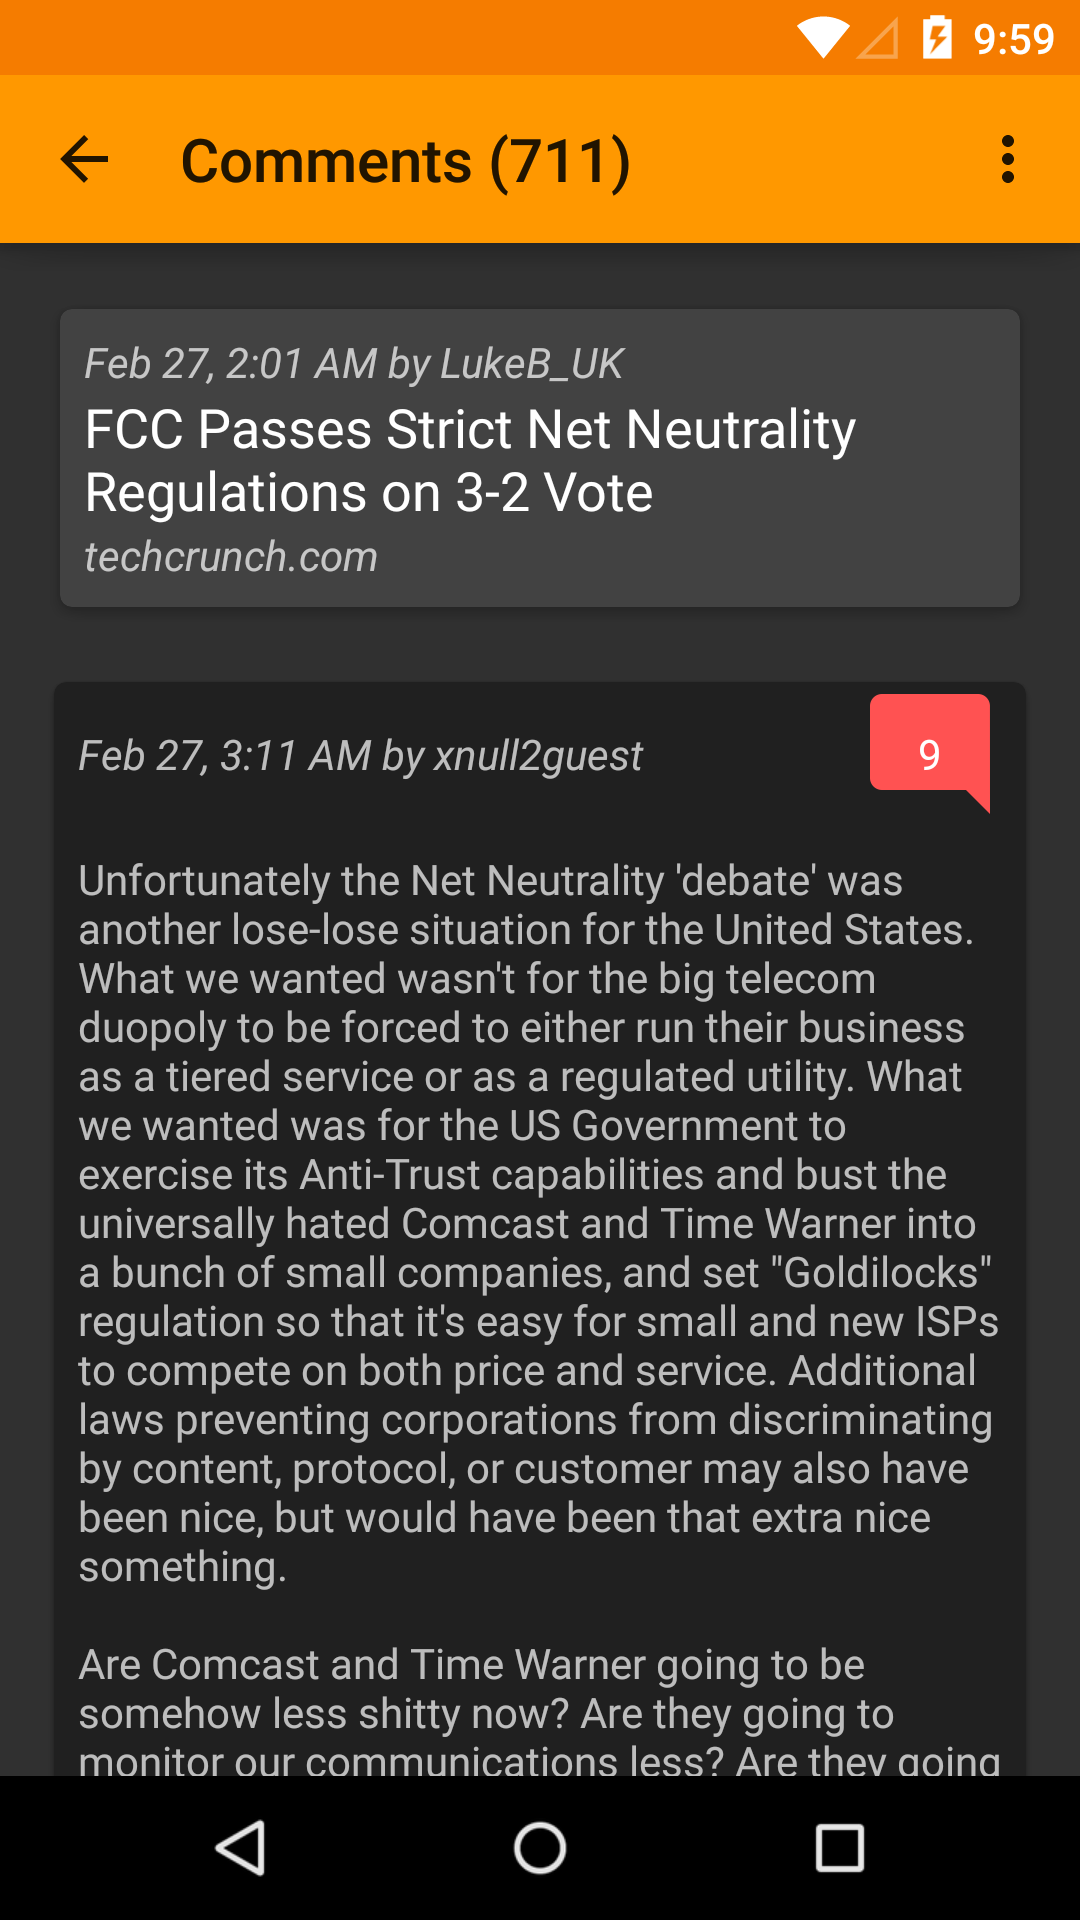 9:59
Comments (711)
Feb 27, 2:01 AM by LukeB_UK
FCC Passes Strict Net Neutrality
Regulations on 3-2 Vote
techcrunch.com
Feb 27, 3:11 AM by xnull2guest
9
Unfortunately the Net Neutrality 'debate' was
another lose-lose situation for the United States.
What we wanted wasn't for the big telecom
duopoly to be forced to either run their business
as a tiered service or as a regulated utility. What
we wanted was for the US Government to
exercise its Anti-Trust capabilities and bust the
universally hated Comcast and Time Warner into
a bunch of small companies, and set "Goldilocks"
regulation so that it's easy for small and new ISPs
to compete on both price and service. Additional
laws preventing corporations from discriminating
by content, protocol, or customer may also have
been nice, but would have been that extra nice
something.
Are Comcast and Time Warner going to be
somehow less shitty now? Are they going to
monitor our communications less? Are they going